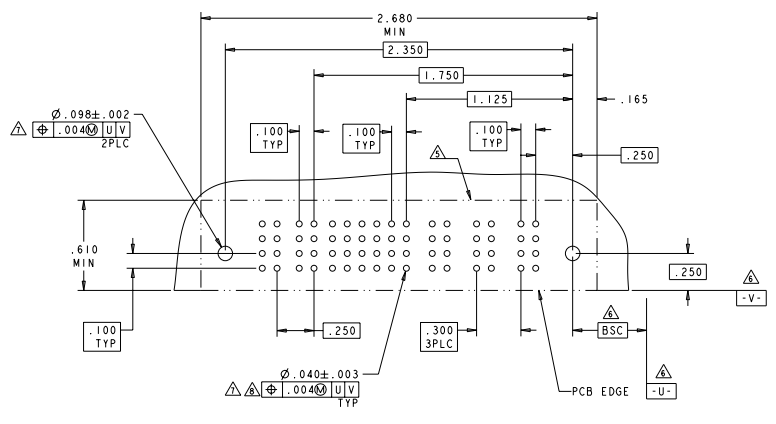 2.680
MIN
2.350
1.750
1.125
.165
Ø.098±.002
7 ⌖ .004Ⓜ U V
2PLC
.100
TYP
.100
TYP
.100
TYP
.250
5
.610
MIN
.250
6
-V-
.100
TYP
.250
.300
3PLC
6
BSC
Ø.040±.003
7 8 ⌖ .004Ⓜ U V
TYP
PCB EDGE
6
-U-